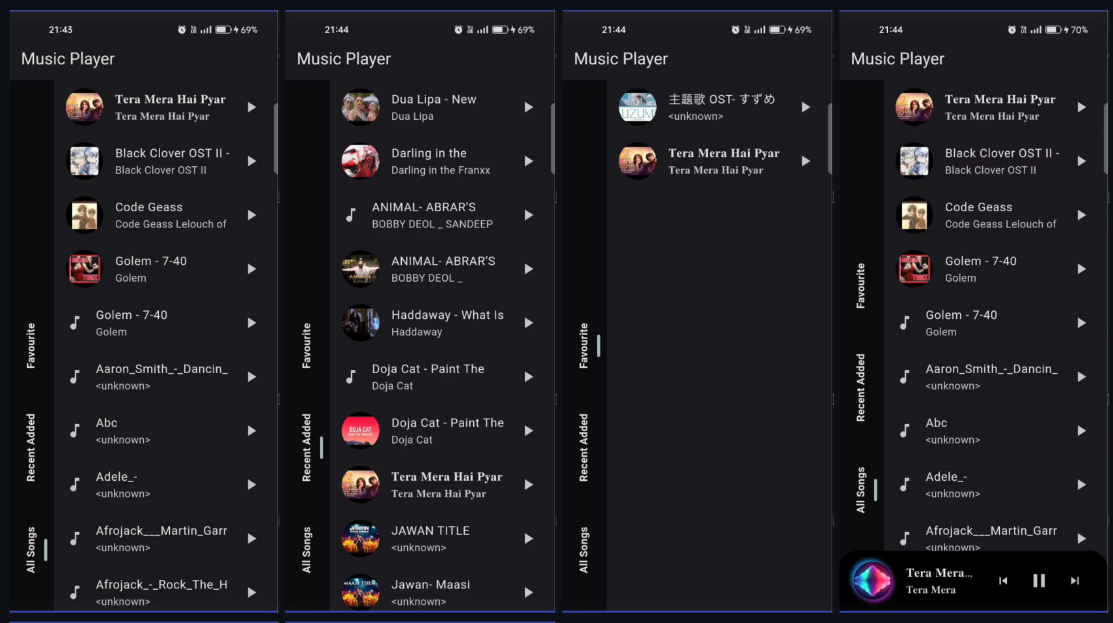 21:43
69%
Music Player
Tera Mera Hai Pyar
Tera Mera Hai Pyar
Black Clover OST II -
Black Clover OST II
Code Geass
Code Geass Lelouch of
Golem - 7-40
Golem
Golem - 7-40
Golem
Aaron_Smith_-_Dancin_
<unknown>
Abc
<unknown>
Adele_-
<unknown>
Afrojack___Martin_Garr
<unknown>
Afrojack_-_Rock_The_H
<unknown>
Favourite
Recent Added
All Songs
21:44
69%
Music Player
Dua Lipa - New
Dua Lipa
Darling in the
Darling in the Franxx
ANIMAL- ABRAR'S
BOBBY DEOL _ SANDEEP
ANIMAL- ABRAR'S
BOBBY DEOL _
Haddaway - What Is
Haddaway
Doja Cat - Paint The
Doja Cat
DOJA CAT
Doja Cat - Paint The
Doja Cat
Tera Mera Hai Pyar
Tera Mera Hai Pyar
JAWAN TITLE
<unknown>
Jawan- Maasi
<unknown>
Favourite
Recent Added
All Songs
21:44
69%
Music Player
主題歌 OST- すずめ
<unknown>
Tera Mera Hai Pyar
Tera Mera Hai Pyar
Favourite
Recent Added
All Songs
21:44
70%
Music Player
Tera Mera Hai Pyar
Tera Mera Hai Pyar
Black Clover OST II -
Black Clover OST II
Code Geass
Code Geass Lelouch of
Golem - 7-40
Golem
Golem - 7-40
Golem
Aaron_Smith_-_Dancin_
<unknown>
Abc
<unknown>
Adele_-
<unknown>
Afrojack___Martin_Garr
<unknown>
Favourite
Recent Added
All Songs
Tera Mera...
Tera Mera